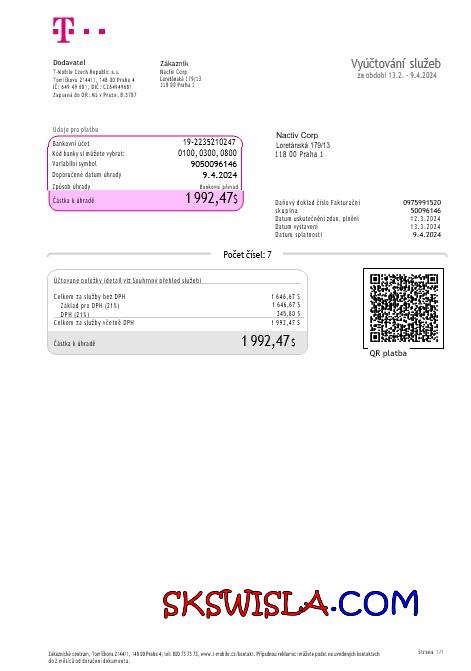 T
Dodavatel
T-Mobile Czech Republic a.s.
Tomíčkova 2144/1, 148 00 Praha 4
IČ: 649 49 681, DIČ: CZ64949681
Zapsaná do OR: MS v Praze, B.3787
Zákazník
Nactiv Corp
Loretánská 179/13
118 00 Praha 1
Vyúčtování služeb
za období 13.2. - 9.4.2024
Údaje pro platbu
Bankovní účet 19-2235210247
Kód banky si můžete vybrat: 0100, 0300, 0800
Variabilní symbol 9050096146
Doporučené datum úhrady 9.4.2024
Způsob úhrady Bankovní převod
Částka k úhradě 1 992,47$
Nactiv Corp
Loretánská 179/13
118 00 Praha 1
Daňový doklad číslo Fakturační 0975991520
skupina 50096146
Datum uskutečnění zdan. plnění 12.3.2024
Datum vystavení 13.3.2024
Datum splatnosti 9.4.2024
Počet čísel: 7
Účtované položky (detail viz Souhrnný přehled služeb)
Celkem za služby bez DPH 1 646,67 $
Základ pro DPH (21%) 1 646,67 $
DPH (21%) 345,80 $
Celkem za služby včetně DPH 1 992,47 $
Částka k úhradě 1 992,47$
QR platba
SKSWISLA.COM
Zákaznické centrum, Tomíčkova 2144/1, 148 00 Praha 4, tel: 800 73 73 73, www.t-mobile.cz/kontakt. Případnou reklamaci můžete podat na uvedených kontaktech
do 2 měsíců od doručení dokumentu.
Strana 1/1